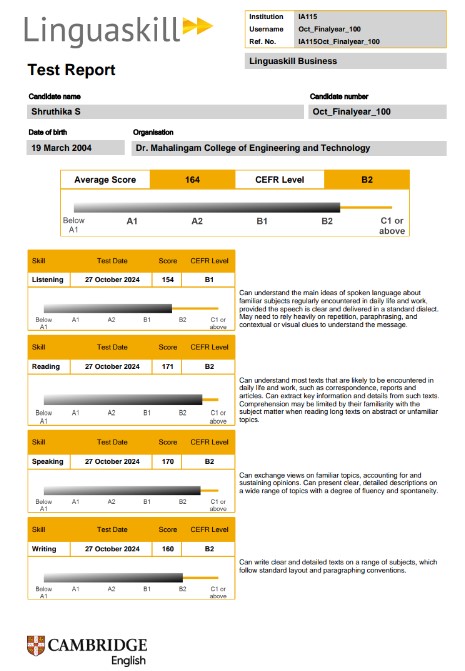 Linguaskill
Institution IA115
Username Oct_Finalyear_100
Ref. No. IA115Oct_Finalyear_100
Linguaskill Business
Test Report
Candidate name
Candidate number
Shruthika S
Oct_Finalyear_100
Date of birth
Organisation
19 March 2004
Dr. Mahalingam College of Engineering and Technology
Average Score 164 CEFR Level B2
Below A1 A1 A2 B1 B2 C1 or above
Skill Test Date Score CEFR Level
Listening 27 October 2024 154 B1
Below A1 A1 A2 B1 B2 C1 or above
Can understand the main ideas of spoken language about
familiar subjects regularly encountered in daily life and work,
provided the speech is clear and delivered in a standard dialect.
May need to rely heavily on repetition, paraphrasing, and
contextual or visual clues to understand the message.
Skill Test Date Score CEFR Level
Reading 27 October 2024 171 B2
Below A1 A1 A2 B1 B2 C1 or above
Can understand most texts that are likely to be encountered in
daily life and work, such as correspondence, reports and
articles. Can extract key information and details from such texts.
Comprehension may be limited by their familiarity with the
subject matter when reading long texts on abstract or unfamiliar
topics.
Skill Test Date Score CEFR Level
Speaking 27 October 2024 170 B2
Below A1 A1 A2 B1 B2 C1 or above
Can exchange views on familiar topics, accounting for and
sustaining opinions. Can present clear, detailed descriptions on
a wide range of topics with a degree of fluency and spontaneity.
Skill Test Date Score CEFR Level
Writing 27 October 2024 160 B2
Below A1 A1 A2 B1 B2 C1 or above
Can write clear and detailed texts on a range of subjects, which
follow standard layout and paragraphing conventions.
CAMBRIDGE
English